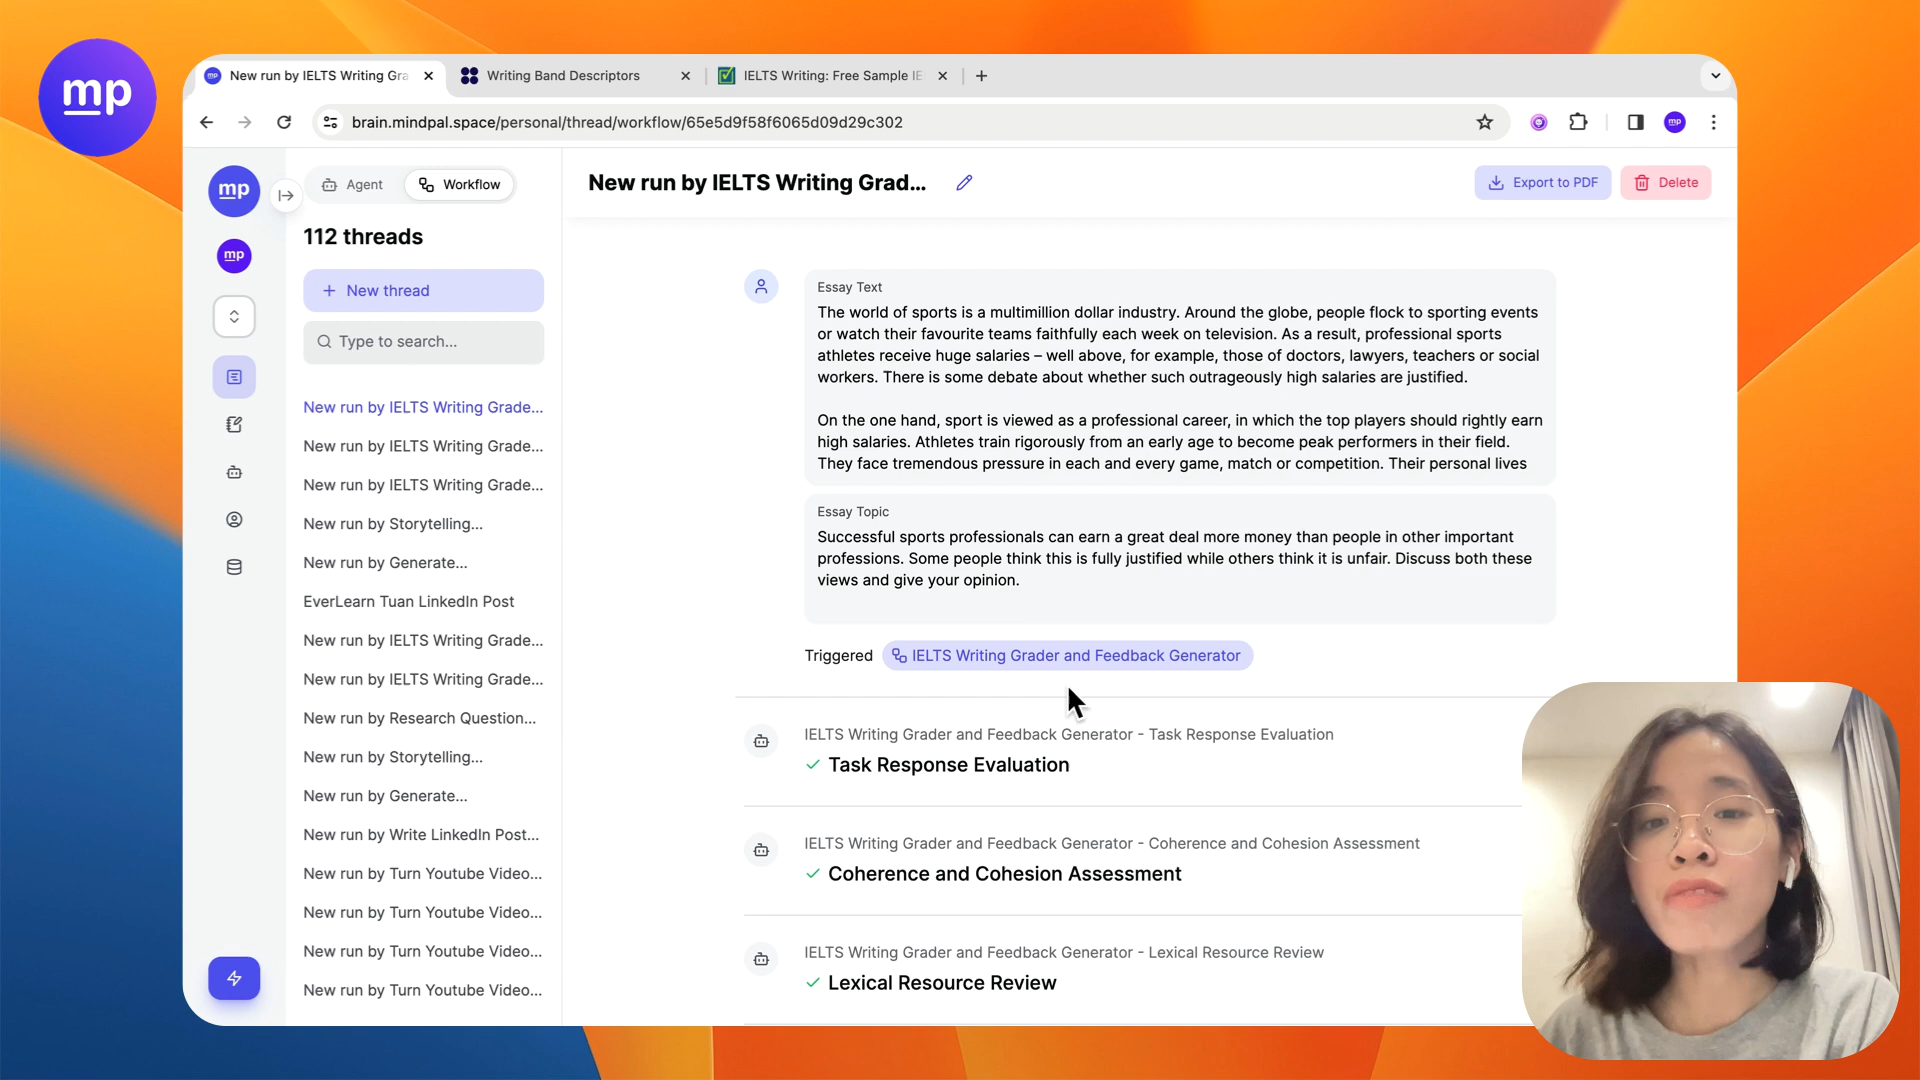 mp
New run by IELTS Writing Gra
Writing Band Descriptors
IELTS Writing: Free Sample IE
brain.mindpal.space/personal/thread/workflow/65e5d9f58f6065d09d29c302
mp
mp
mp
Agent
Workflow
112 threads
New thread
Type to search...
New run by IELTS Writing Grade...
New run by IELTS Writing Grade...
New run by IELTS Writing Grade...
New run by Storytelling...
New run by Generate...
EverLearn Tuan LinkedIn Post
New run by IELTS Writing Grade...
New run by IELTS Writing Grade...
New run by Research Question...
New run by Storytelling...
New run by Generate...
New run by Write LinkedIn Post...
New run by Turn Youtube Video...
New run by Turn Youtube Video...
New run by Turn Youtube Video...
New run by Turn Youtube Video...
New run by IELTS Writing Grad...
Export to PDF
Delete
Essay Text
The world of sports is a multimillion dollar industry. Around the globe, people flock to sporting events
or watch their favourite teams faithfully each week on television. As a result, professional sports
athletes receive huge salaries – well above, for example, those of doctors, lawyers, teachers or social
workers. There is some debate about whether such outrageously high salaries are justified.
On the one hand, sport is viewed as a professional career, in which the top players should rightly earn
high salaries. Athletes train rigorously from an early age to become peak performers in their field.
They face tremendous pressure in each and every game, match or competition. Their personal lives
Essay Topic
Successful sports professionals can earn a great deal more money than people in other important
professions. Some people think this is fully justified while others think it is unfair. Discuss both these
views and give your opinion.
Triggered
IELTS Writing Grader and Feedback Generator
IELTS Writing Grader and Feedback Generator - Task Response Evaluation
Task Response Evaluation
IELTS Writing Grader and Feedback Generator - Coherence and Cohesion Assessment
Coherence and Cohesion Assessment
IELTS Writing Grader and Feedback Generator - Lexical Resource Review
Lexical Resource Review